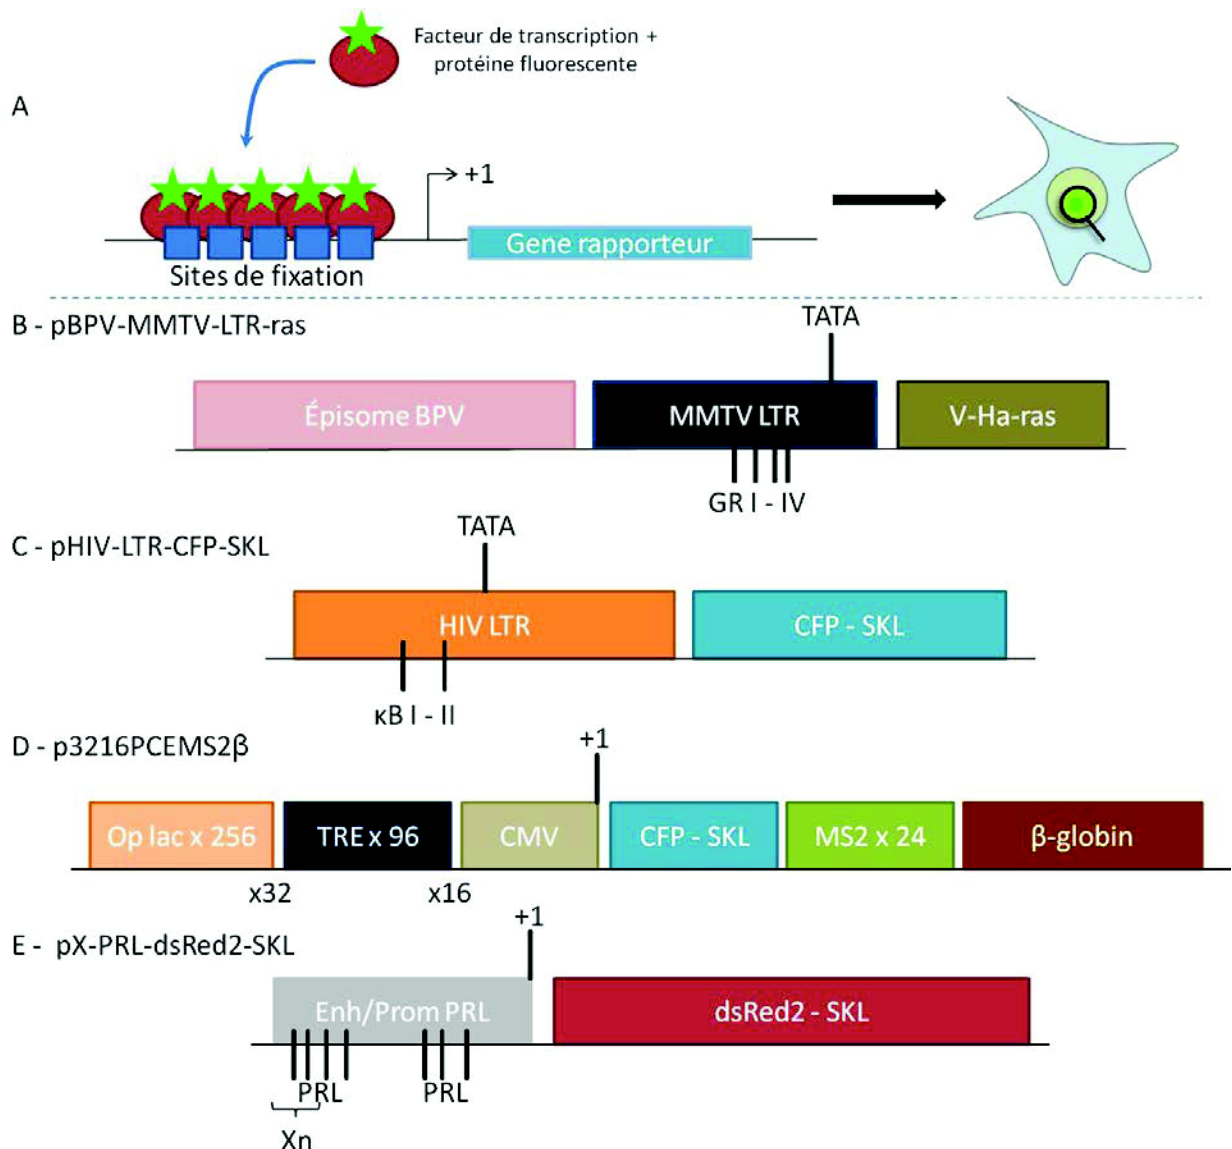 Facteur de transcription +
protéine fluorescente
A
+1
Gene rapporteur
Sites de fixation
B - pBPV-MMTV-LTR-ras
TATA
Épisome BPV
MMTV LTR
V-Ha-ras
GR I - IV
C - pHIV-LTR-CFP-SKL
TATA
HIV LTR
CFP - SKL
κB I - II
D - p3216PCEMS2β
+1
Op lac x 256
TRE x 96
CMV
CFP - SKL
MS2 x 24
β-globin
x32
x16
E - pX-PRL-dsRed2-SKL
+1
Enh/Prom PRL
dsRed2 - SKL
PRL
PRL
Xn